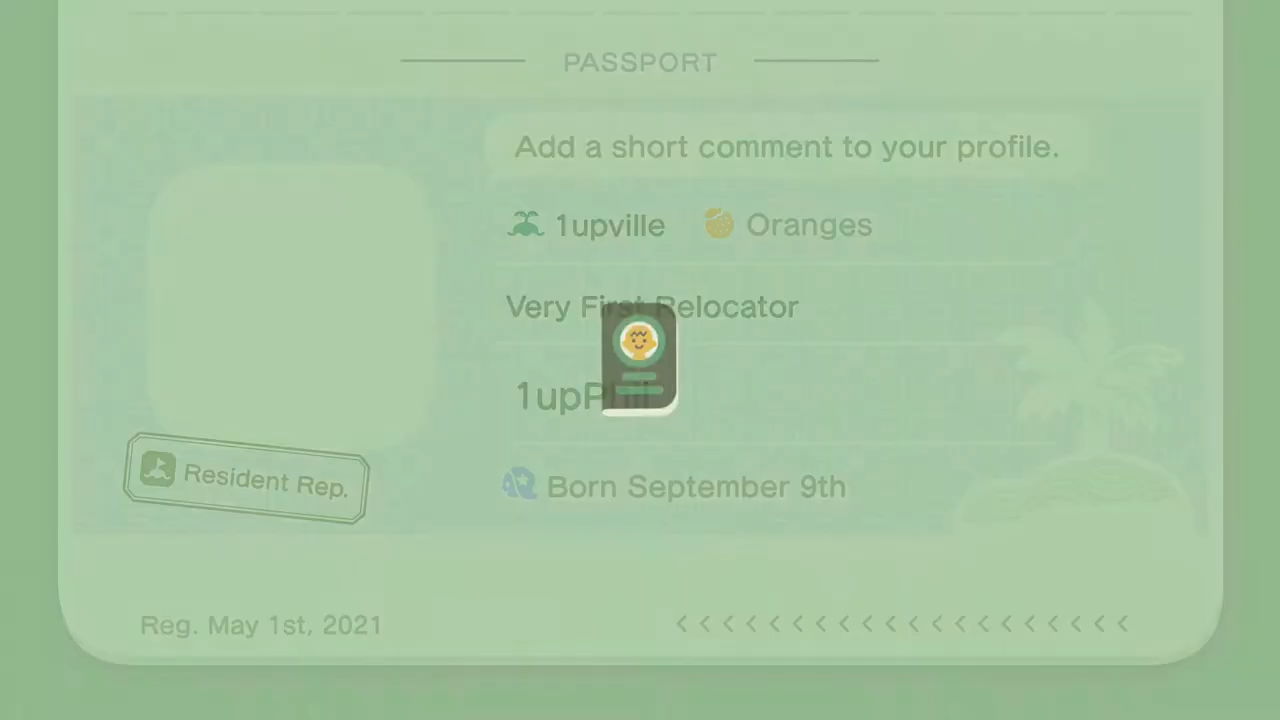 PASSPORT
Add a short comment to your profile.
1upville Oranges
Very First Relocator
1upPhil
Resident Rep.
Born September 9th
Reg. May 1st, 2021 < < < < < < < < < < < < < < < < < < < <